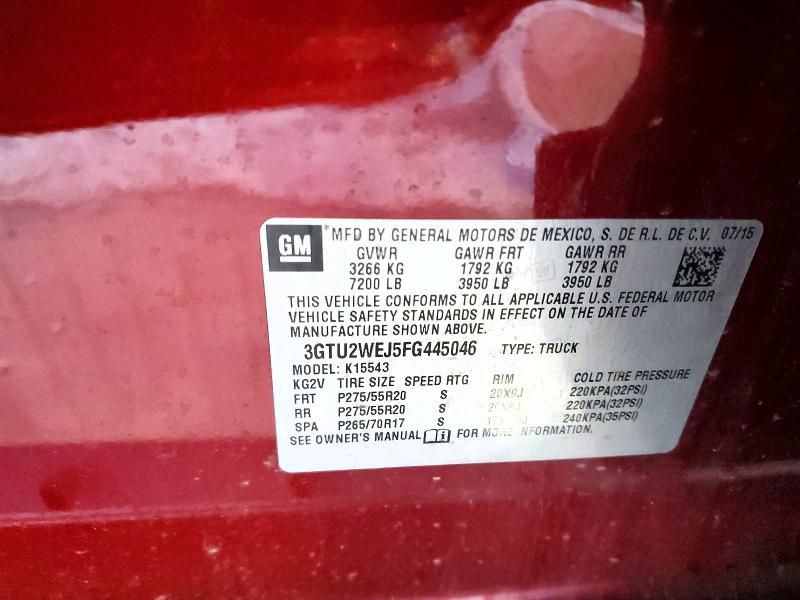 GM MFD BY GENERAL MOTORS DE MEXICO, S. DE R.L. DE C.V. 07/15
GVWR GAWR FRT GAWR RR
3266 KG 1792 KG 1792 KG
7200 LB 3950 LB 3950 LB
THIS VEHICLE CONFORMS TO ALL APPLICABLE U.S. FEDERAL MOTOR
VEHICLE SAFETY STANDARDS IN EFFECT ON THE DATE OF
MANUFACTURE SHOWN ABOVE.
3GTU2WEJ5FG445046 TYPE: TRUCK
MODEL: K15543
KG2V TIRE SIZE SPEED RTG RIM COLD TIRE PRESSURE
FRT P275/55R20 S 20X9J 220KPA(32PSI)
RR P275/55R20 S 220KPA(32PSI)
SPA P265/70R17 S 240KPA(35PSI)
SEE OWNER'S MANUAL FOR MORE INFORMATION.